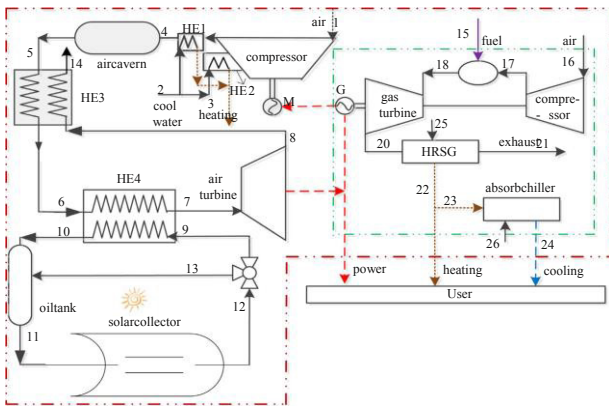 air 1
HE1
5
4
compressor
15
fuel
air
18
17
16
14
aircavern
HE3
2
3
HE2
cool
water
heating
M
G
gas
turbine
compre-
- ssor
25
8
20
HRSG
exhaust
21
HE4
air
turbine
22
23
absorbchiller
6
7
10
9
26
24
13
power
heating
cooling
12
User
oiltank
solarcollector
11